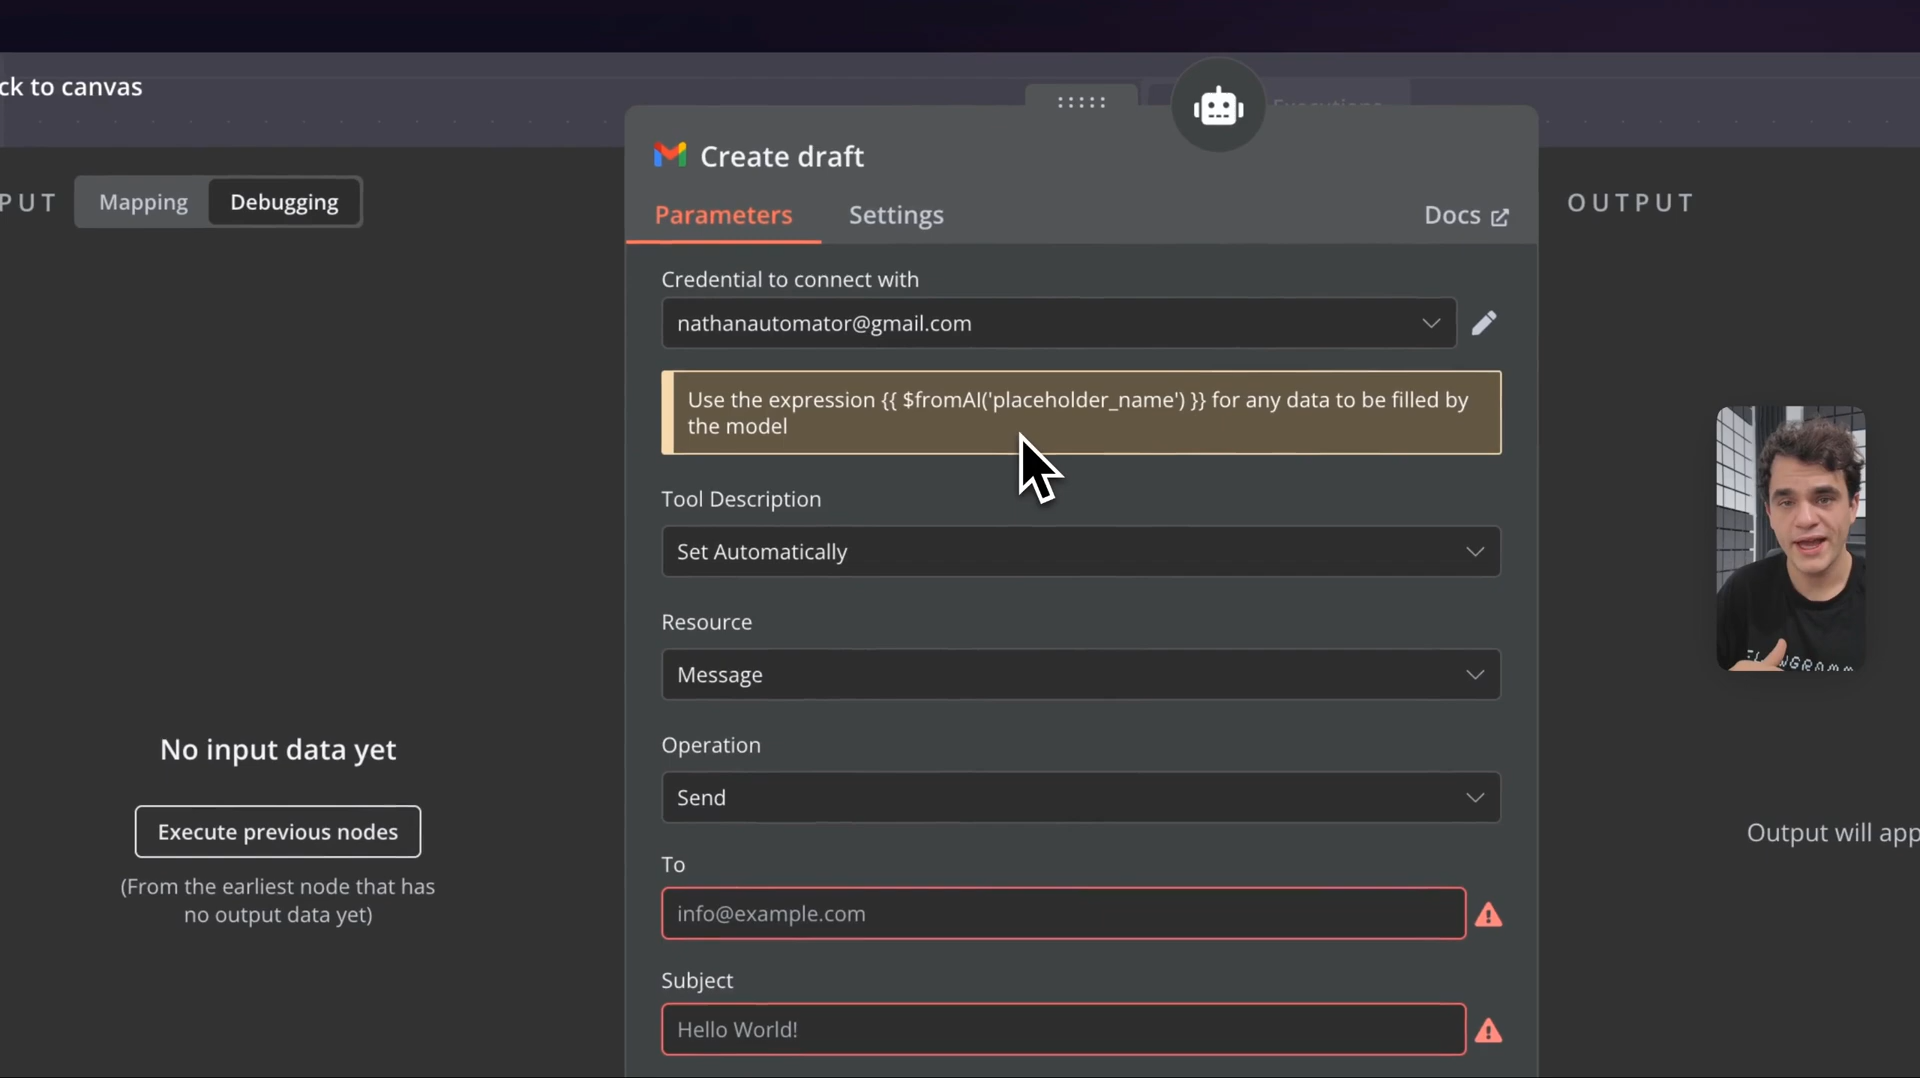 ck to canvas
Executions
Create draft
PUT
Mapping
Debugging
Parameters
Settings
Docs
OUTPUT
Credential to connect with
nathanautomator@gmail.com
Use the expression {{ $fromAI('placeholder_name') }} for any data to be filled by
the model
Tool Description
Set Automatically
Resource
Message
Operation
Send
No input data yet
Execute previous nodes
(From the earliest node that has
no output data yet)
Output will app
To
info@example.com
Subject
Hello World!